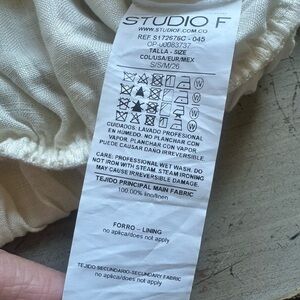 STUDIO F
WWW.STUDIOF.COM.CO
REF S172676C - 045
OP-U0083737
TALLA - SIZE
COL/USA/EUR/MEX
S/S/M/26
CUIDADOS: LAVADO PROFESIONAL
EN HUMEDO. NO PLANCHAR CON VAPOR.
NO PLANCHAR CON VAPOR.
PUEDE CAUSAR DAÑO IRREVERSIBLE.
CARE: PROFESSIONAL WET WASH. DO
NOT IRON WITH STEAM. STEAM IRONING
MAY CAUSE IRREVERSIBLE DAMAGE.
TEJIDO PRINCIPAL MAIN FABRIC
100.00 % lino/linen
FORRO - LINING
no aplica/does not apply
TEJIDO SECUNDARIO-SECUNDARY FABRIC
no aplica/does not apply